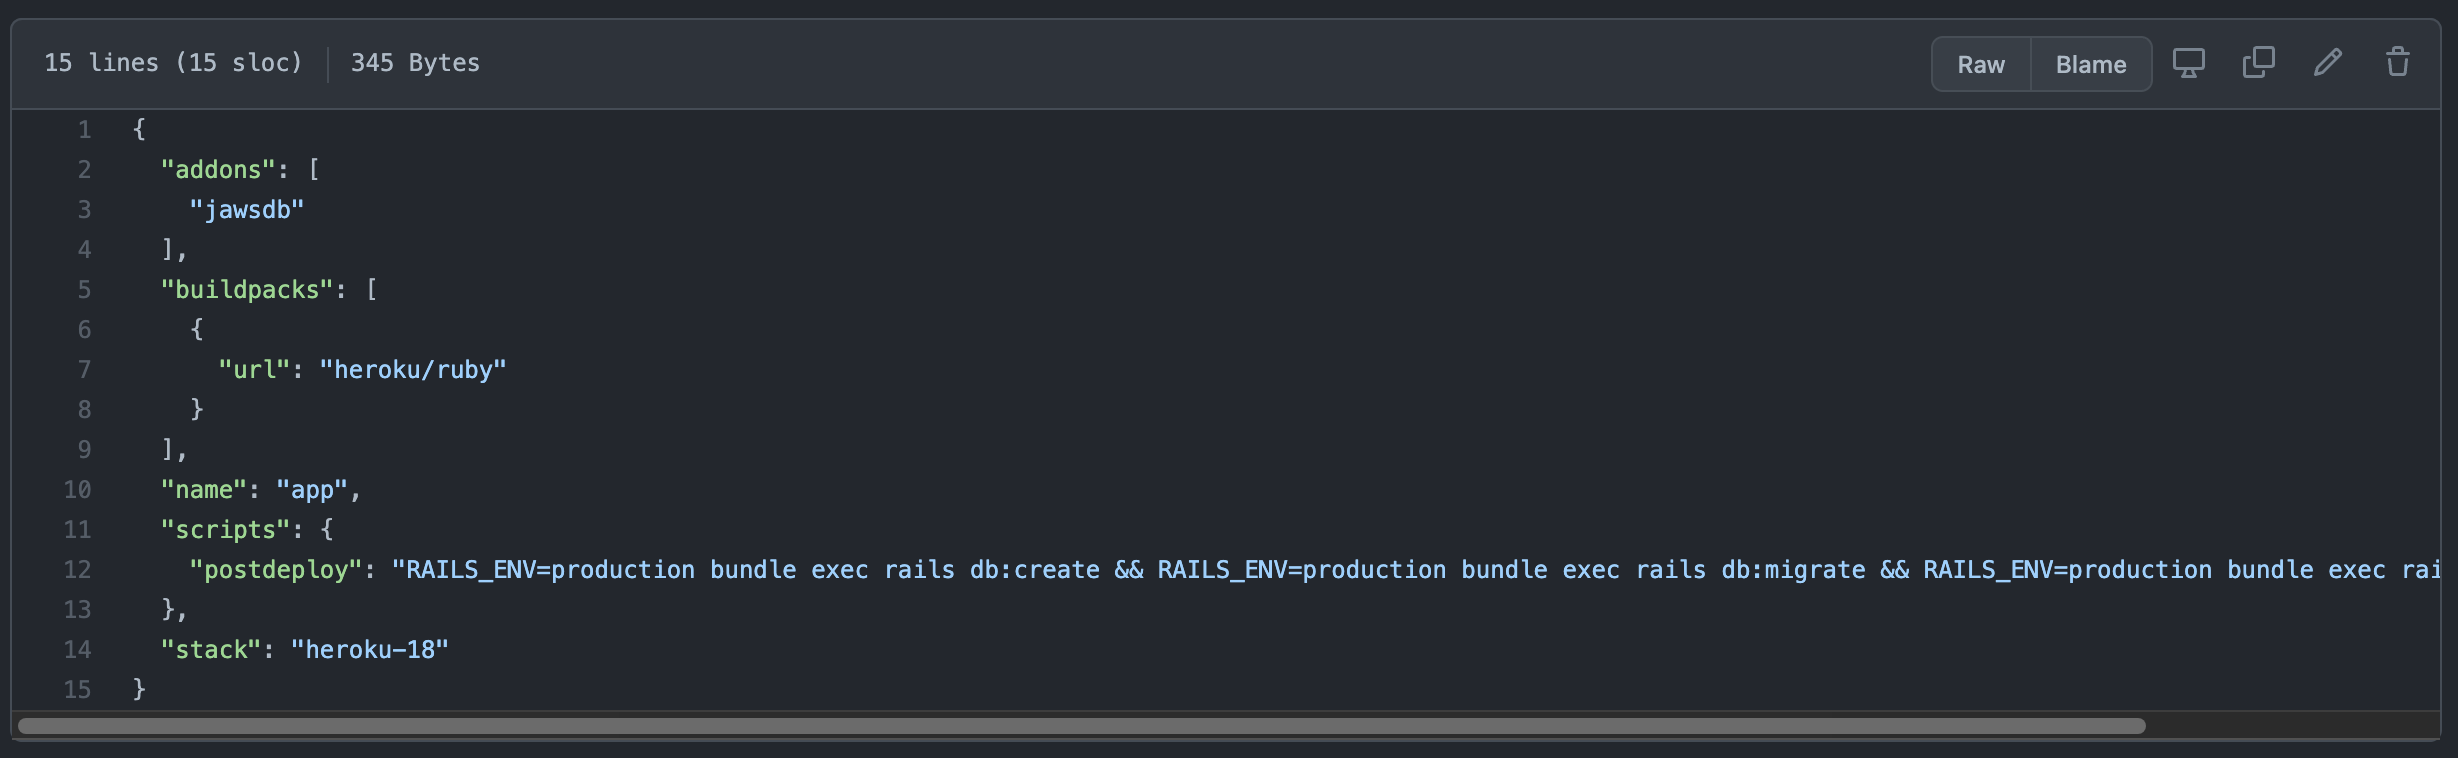 15 lines (15 sloc) 345 Bytes Raw Blame
1 {
2 "addons": [
3 "jawsdb"
4 ],
5 "buildpacks": [
6 {
7 "url": "heroku/ruby"
8 }
9 ],
10 "name": "app",
11 "scripts": {
12 "postdeploy": "RAILS_ENV=production bundle exec rails db:create && RAILS_ENV=production bundle exec rails db:migrate && RAILS_ENV=production bundle exec rai
13 },
14 "stack": "heroku-18"
15 }